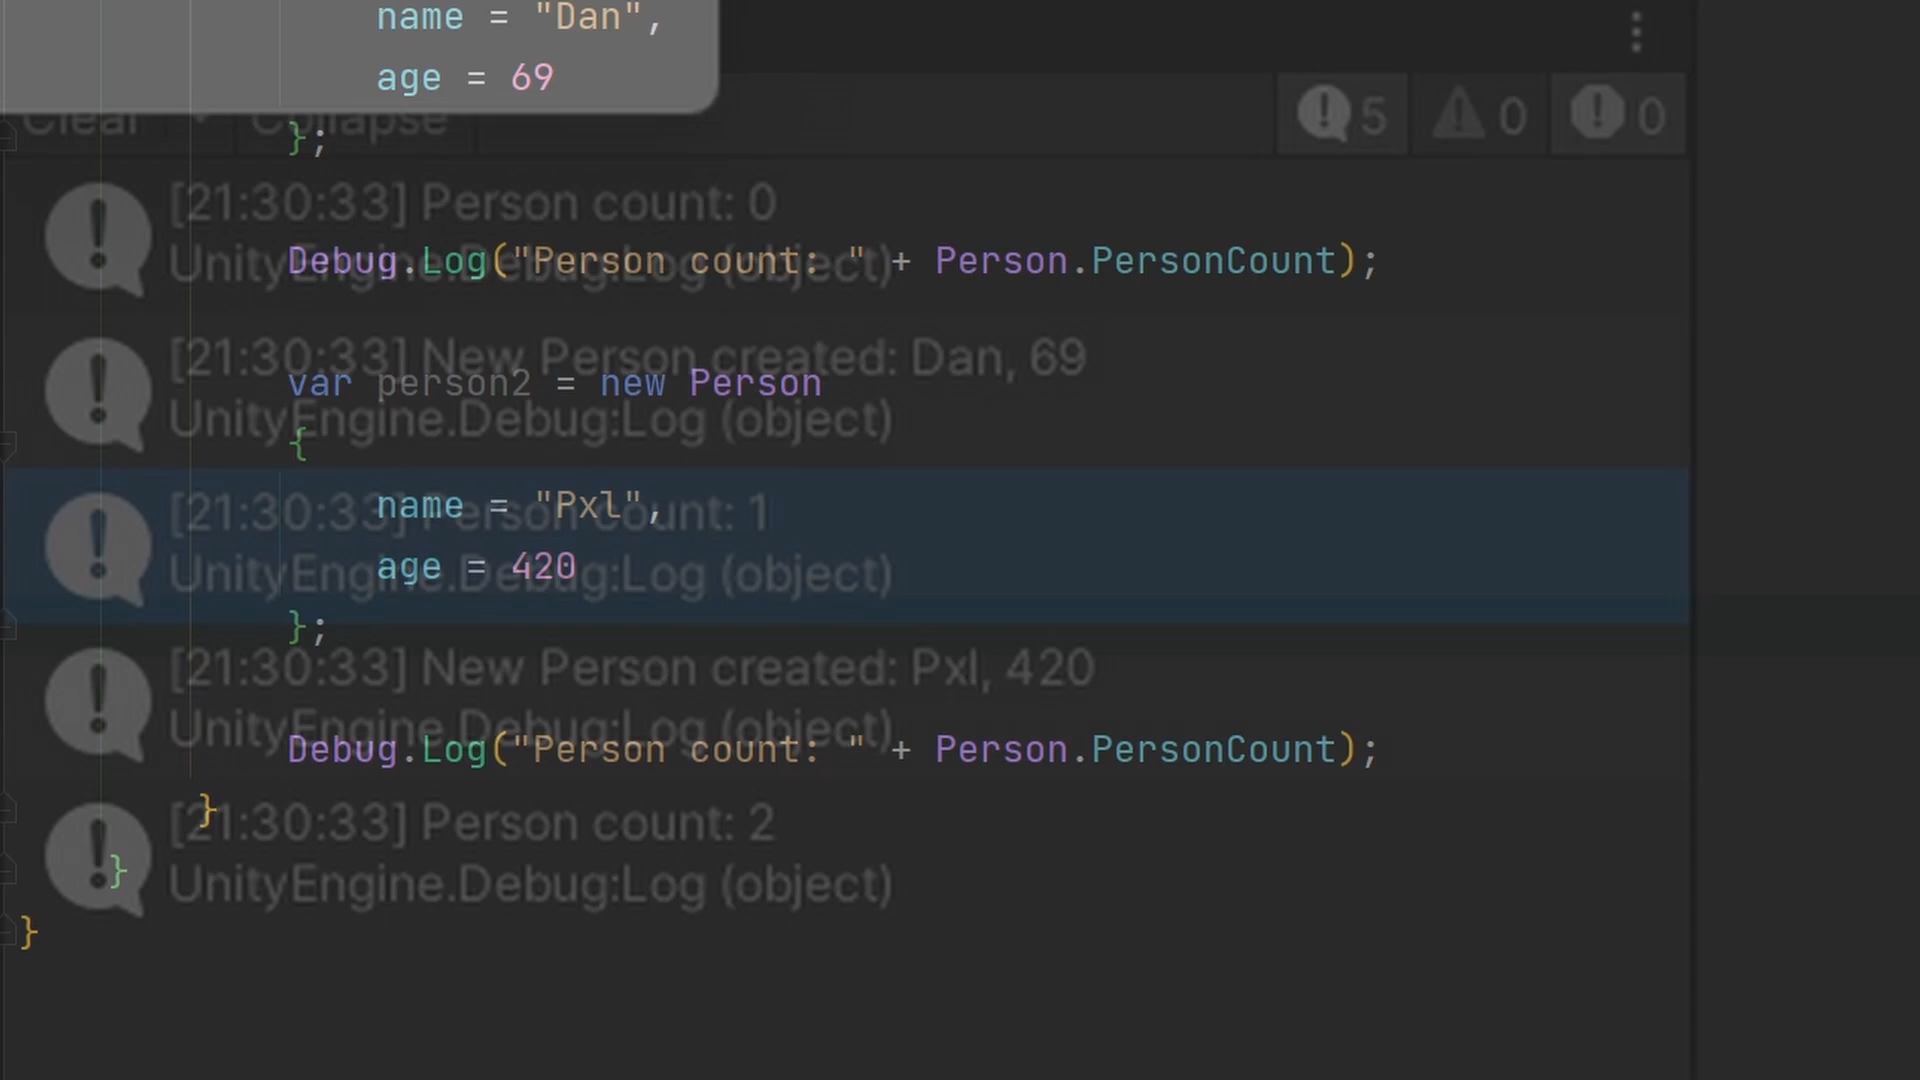 name = "Dan",
age = 69
Clear
Collapse
5
0
0
};
[21:30:33] Person count: 0
UnityEngine.Debug:Log (object)
Debug.Log("Person count: " + Person.PersonCount);
[21:30:33] New Person created: Dan, 69
UnityEngine.Debug:Log (object)
var person2 = new Person
{
[21:30:33] Person count: 1
UnityEngine.Debug:Log (object)
name = "Pxl",
age = 420
};
[21:30:33] New Person created: Pxl, 420
UnityEngine.Debug:Log (object)
Debug.Log("Person count: " + Person.PersonCount);
}
[21:30:33] Person count: 2
UnityEngine.Debug:Log (object)
}
}